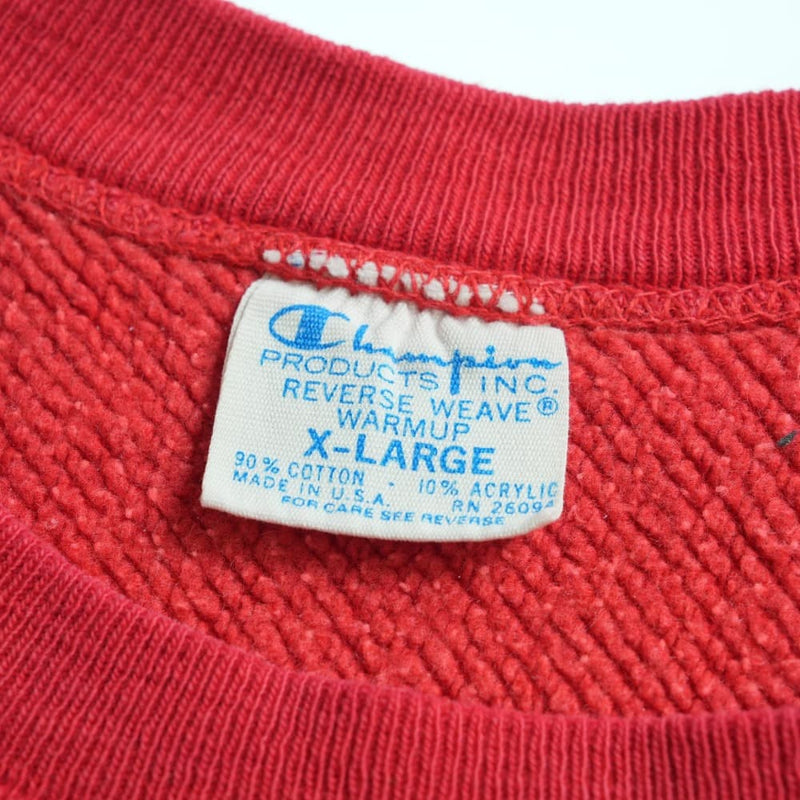 Champion
PRODUCTS INC.
REVERSE WEAVE®
WARMUP
X-LARGE
90% COTTON - 10% ACRYLIC
MADE IN U.S.A. RN 26094
FOR CARE SEE REVERSE